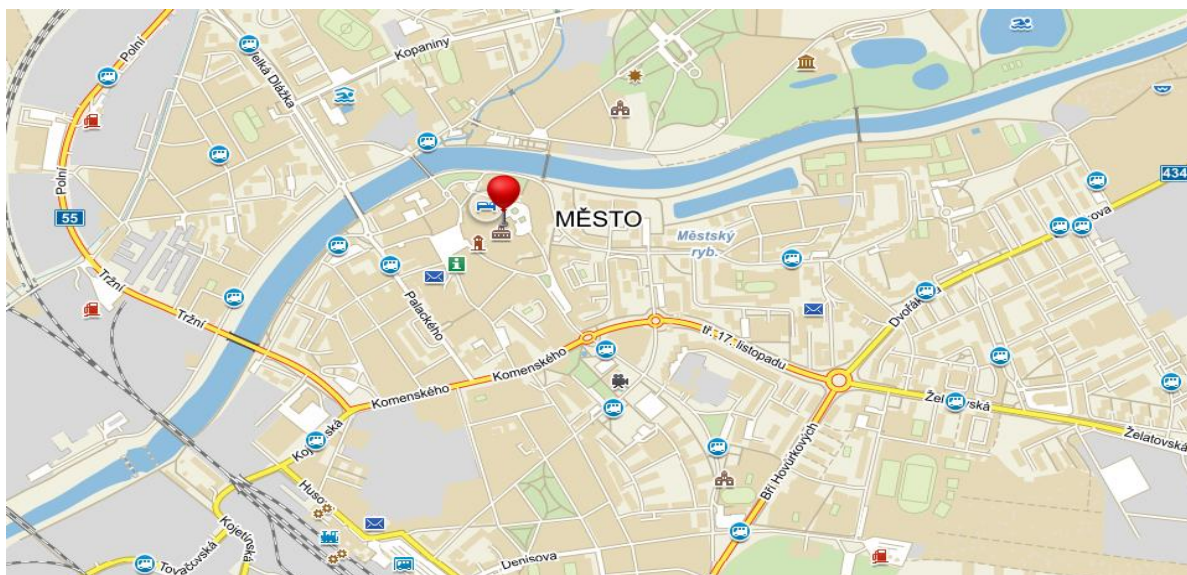 Polní
Kopaniny
Velká Dlážka
434
Polní
55
MĚSTO
Městský
ryb.
Tržní
Tržní
Palackého
Dvořákova
tř. 17. listopadu
Komenského
Komenského
Želatovská
Želatovská
Kojetínská
Bří Hovůrkových
Husova
Kojetínská
Tovačovská
Denisova